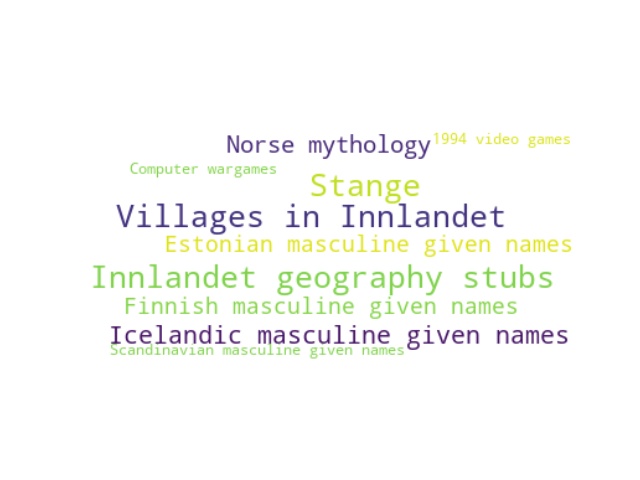 Norse mythology
1994 video games
Computer wargames
Stange
Villages in Innlandet
Estonian masculine given names
Innlandet geography stubs
Finnish masculine given names
Icelandic masculine given names
Scandinavian masculine given names